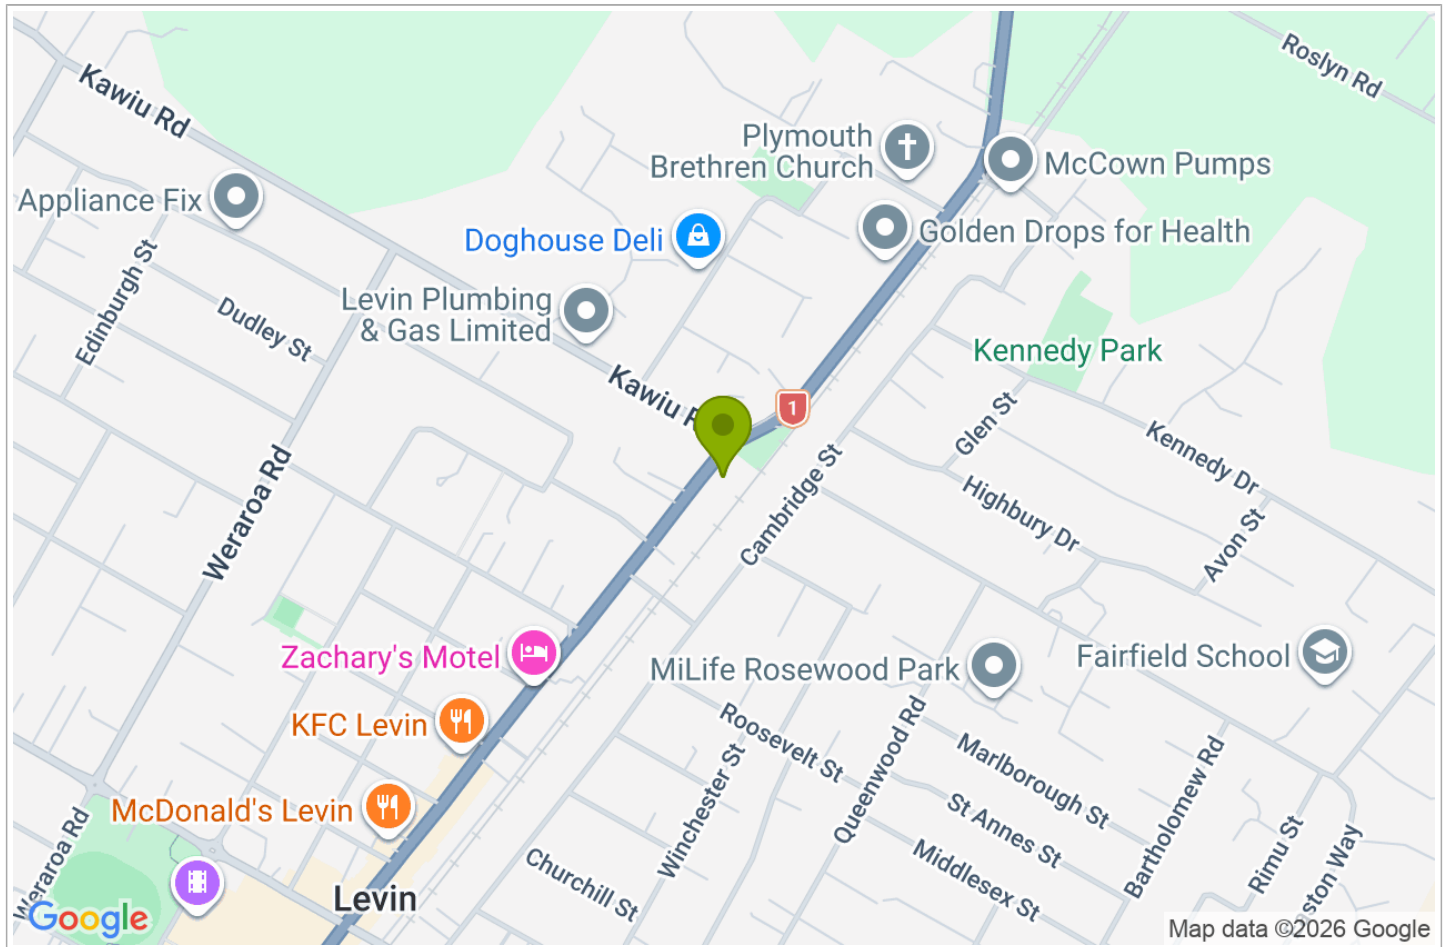 Roslyn Rd
Kawiu Rd
Plymouth
Brethren Church
McCown Pumps
Appliance Fix
Doghouse Deli
Golden Drops for Health
Edinburgh St
Dudley St
Levin Plumbing
& Gas Limited
Kennedy Park
Kawiu R
1
Glen St
Kennedy Dr
Weraroa Rd
Cambridge St
Highbury Dr
Avon St
Zachary's Motel
MiLife Rosewood Park
Fairfield School
KFC Levin
Roosevelt St
Queenwood Rd
Marlborough St
Bartholomew Rd
McDonald's Levin
Winchester St
St Annes St
Weraroa Rd
Churchill St
Middlesex St
Rimu St
aston Way
Levin
Google
Map data ©2026 Google